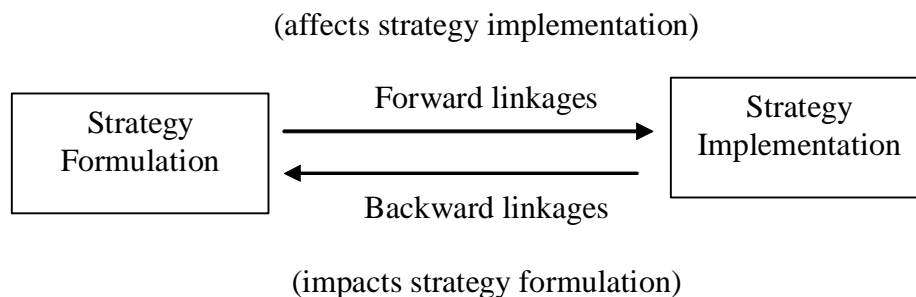 (affects strategy implementation)
Forward linkages
Strategy
Formulation
Strategy
Implementation
Backward linkages
(impacts strategy formulation)